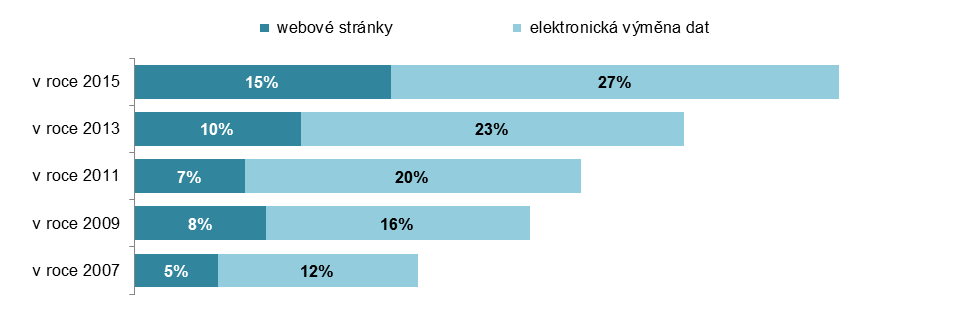 webové stránky elektronická výměna dat
v roce 2015 15% 27%
v roce 2013 10% 23%
v roce 2011 7% 20%
v roce 2009 8% 16%
v roce 2007 5% 12%